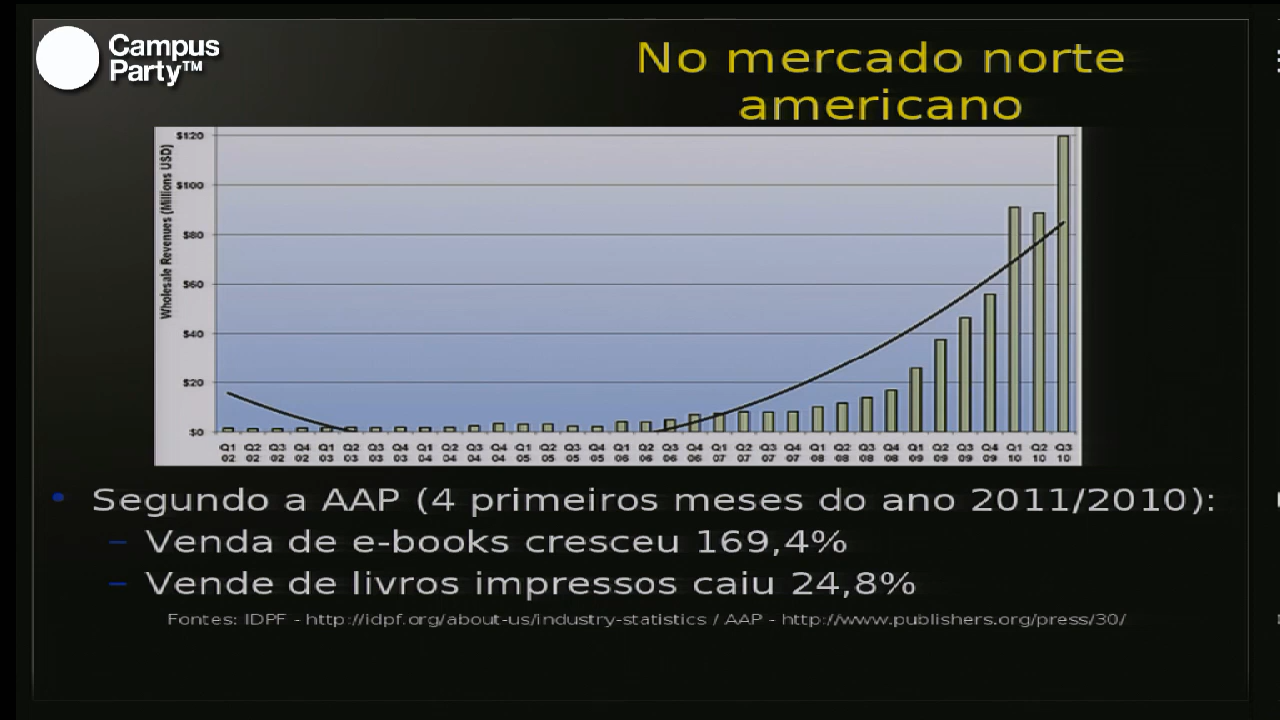 Campus
Party™
No mercado norte
americano
Wholesale Revenues (Millions USD)
$120
$100
$80
$60
$40
$20
$0
Q1 Q2 Q3 Q4 Q1 Q2 Q3 Q4 Q1 Q2 Q3 Q4 Q1 Q2 Q3 Q4 Q1 Q2 Q3 Q4 Q1 Q2 Q3 Q4 Q1 Q2 Q3 Q4 Q1 Q2 Q3 Q4 Q1 Q2 Q3
02 02 02 02 03 03 03 03 04 04 04 04 05 05 05 05 06 06 06 06 07 07 07 07 08 08 08 08 09 09 09 09 10 10 10
• Segundo a AAP (4 primeiros meses do ano 2011/2010):
– Venda de e-books cresceu 169,4%
– Vende de livros impressos caiu 24,8%
Fontes: IDPF - http://idpf.org/about-us/industry-statistics / AAP - http://www.publishers.org/press/30/